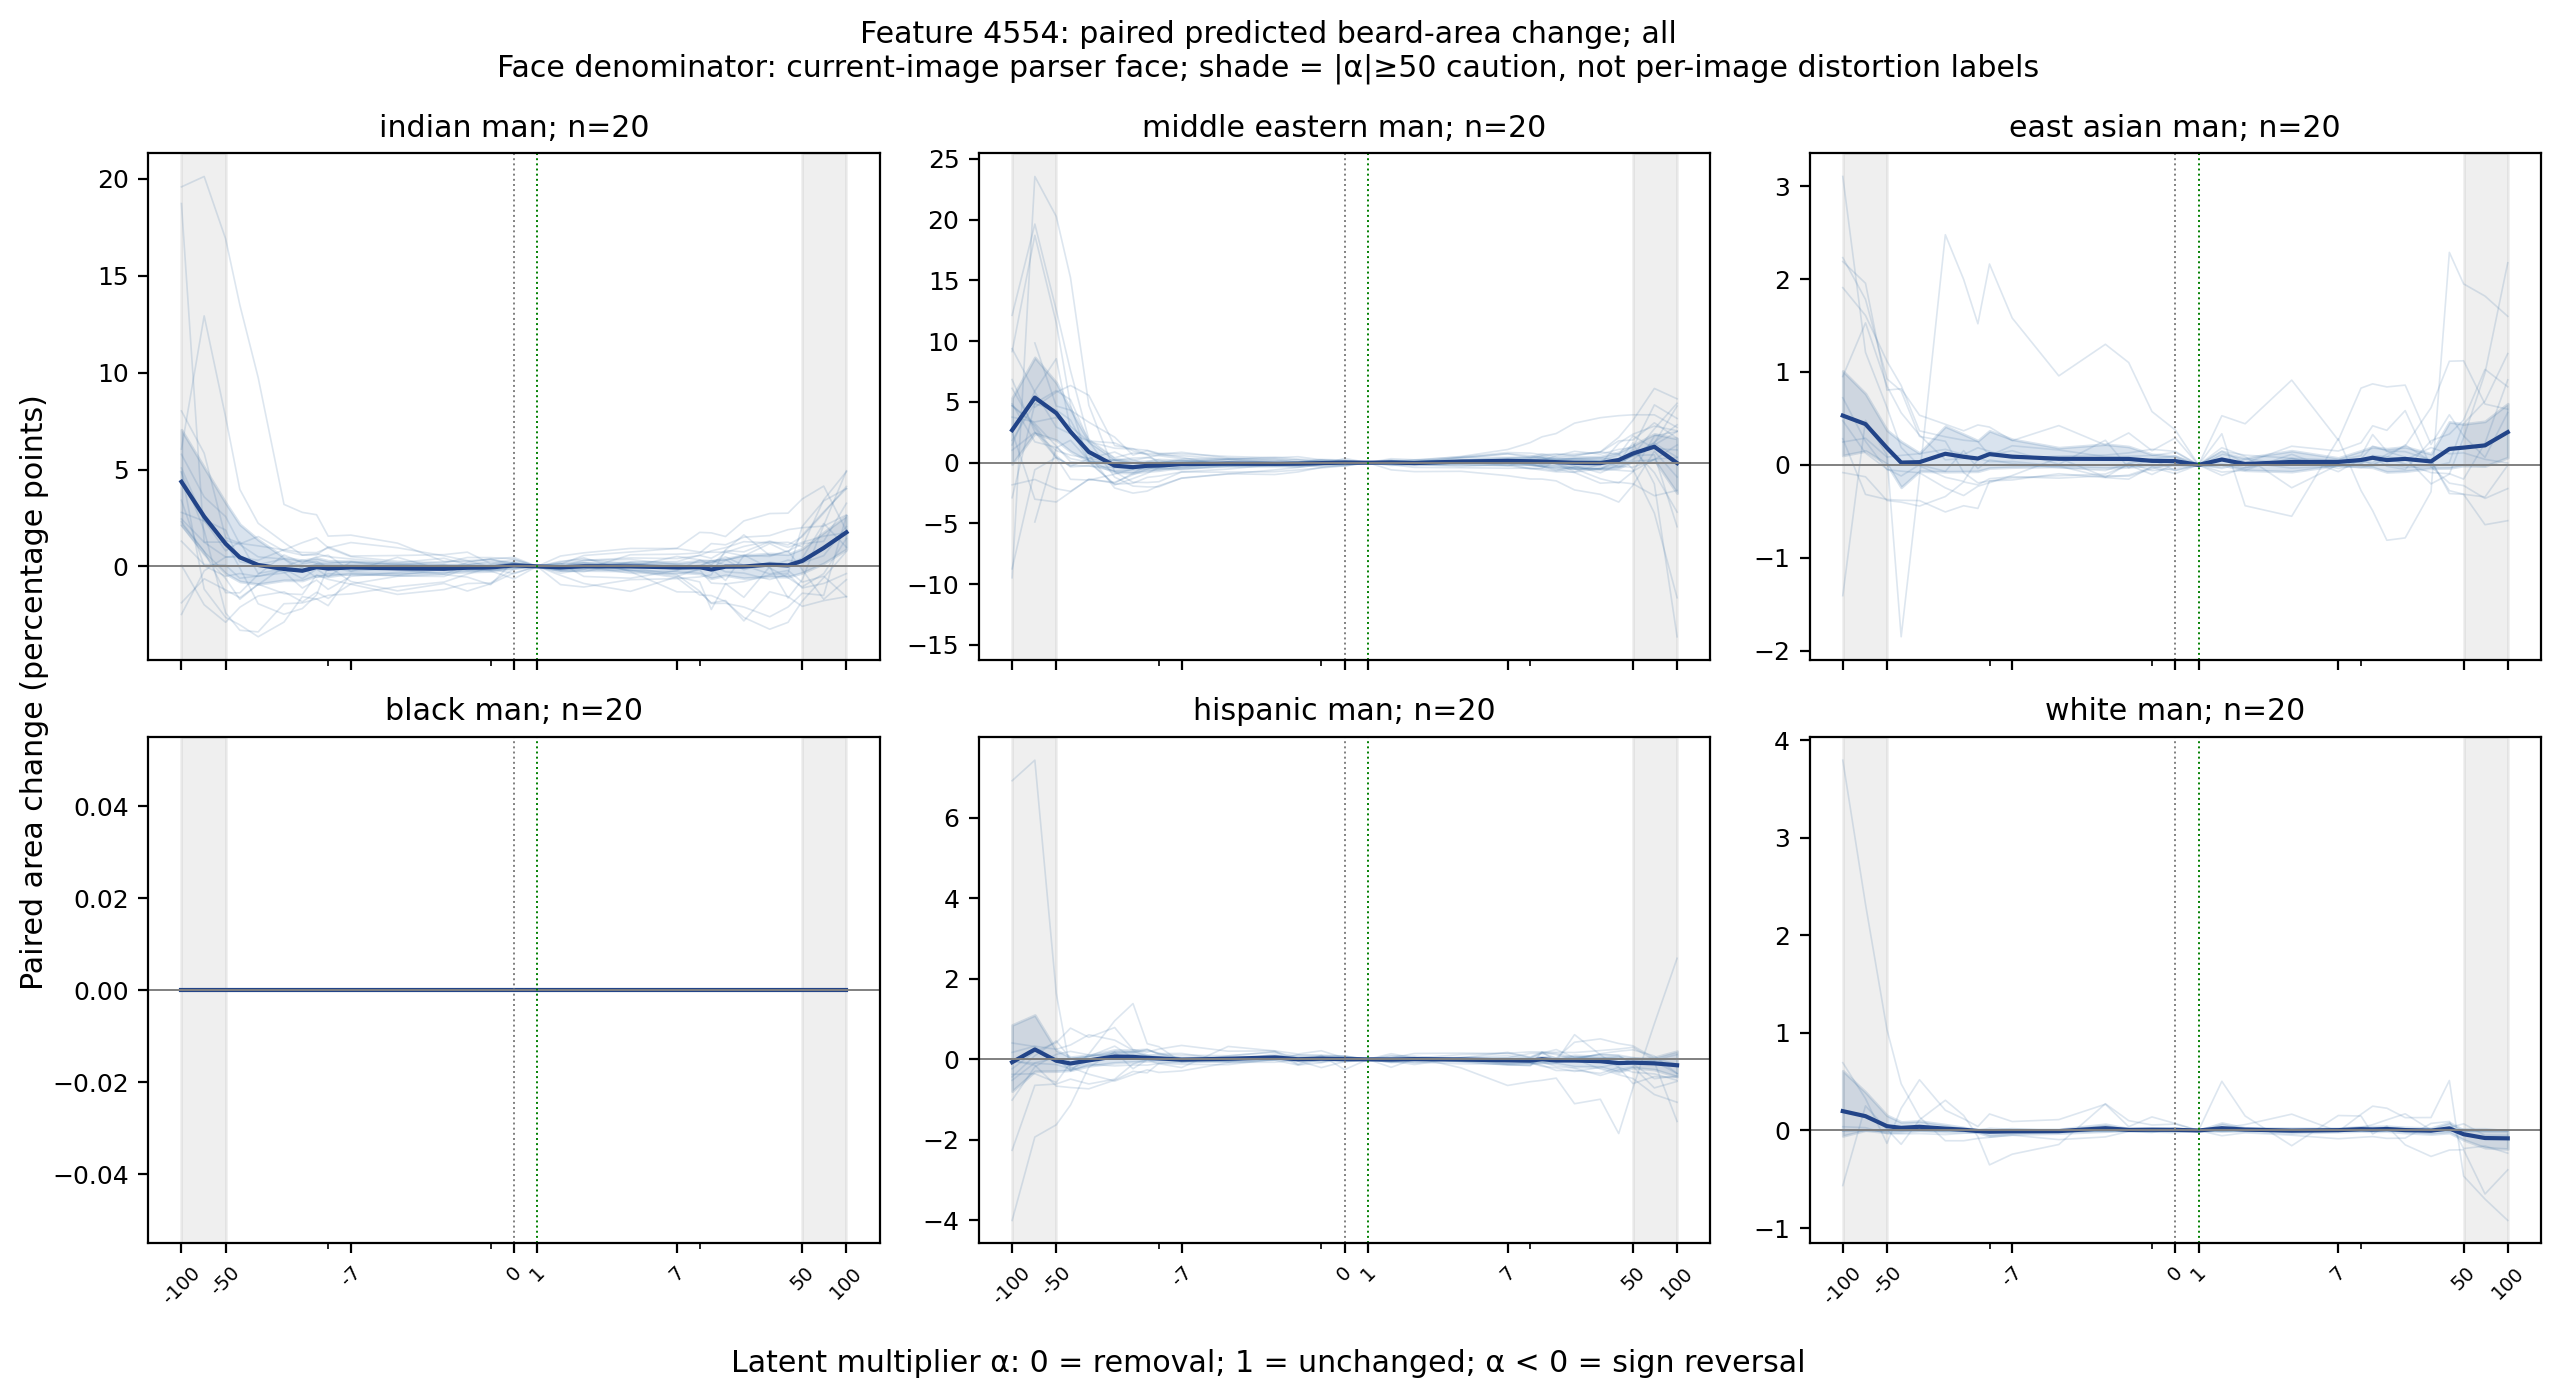 Feature 4554: paired predicted beard-area change; all
Face denominator: current-image parser face; shade = |α|≥50 caution, not per-image distortion labels
indian man; n=20
middle eastern man; n=20
east asian man; n=20
20
15
10
5
0
25
20
15
10
5
0
−5
−10
−15
3
2
1
0
−1
−2
Paired area change (percentage points)
black man; n=20
hispanic man; n=20
white man; n=20
0.04
0.02
0.00
−0.02
−0.04
6
4
2
0
−2
−4
4
3
2
1
0
−1
-100 -50 -7 0 1 7 50 100
-100 -50 -7 0 1 7 50 100
-100 -50 -7 0 1 7 50 100
Latent multiplier α: 0 = removal; 1 = unchanged; α < 0 = sign reversal